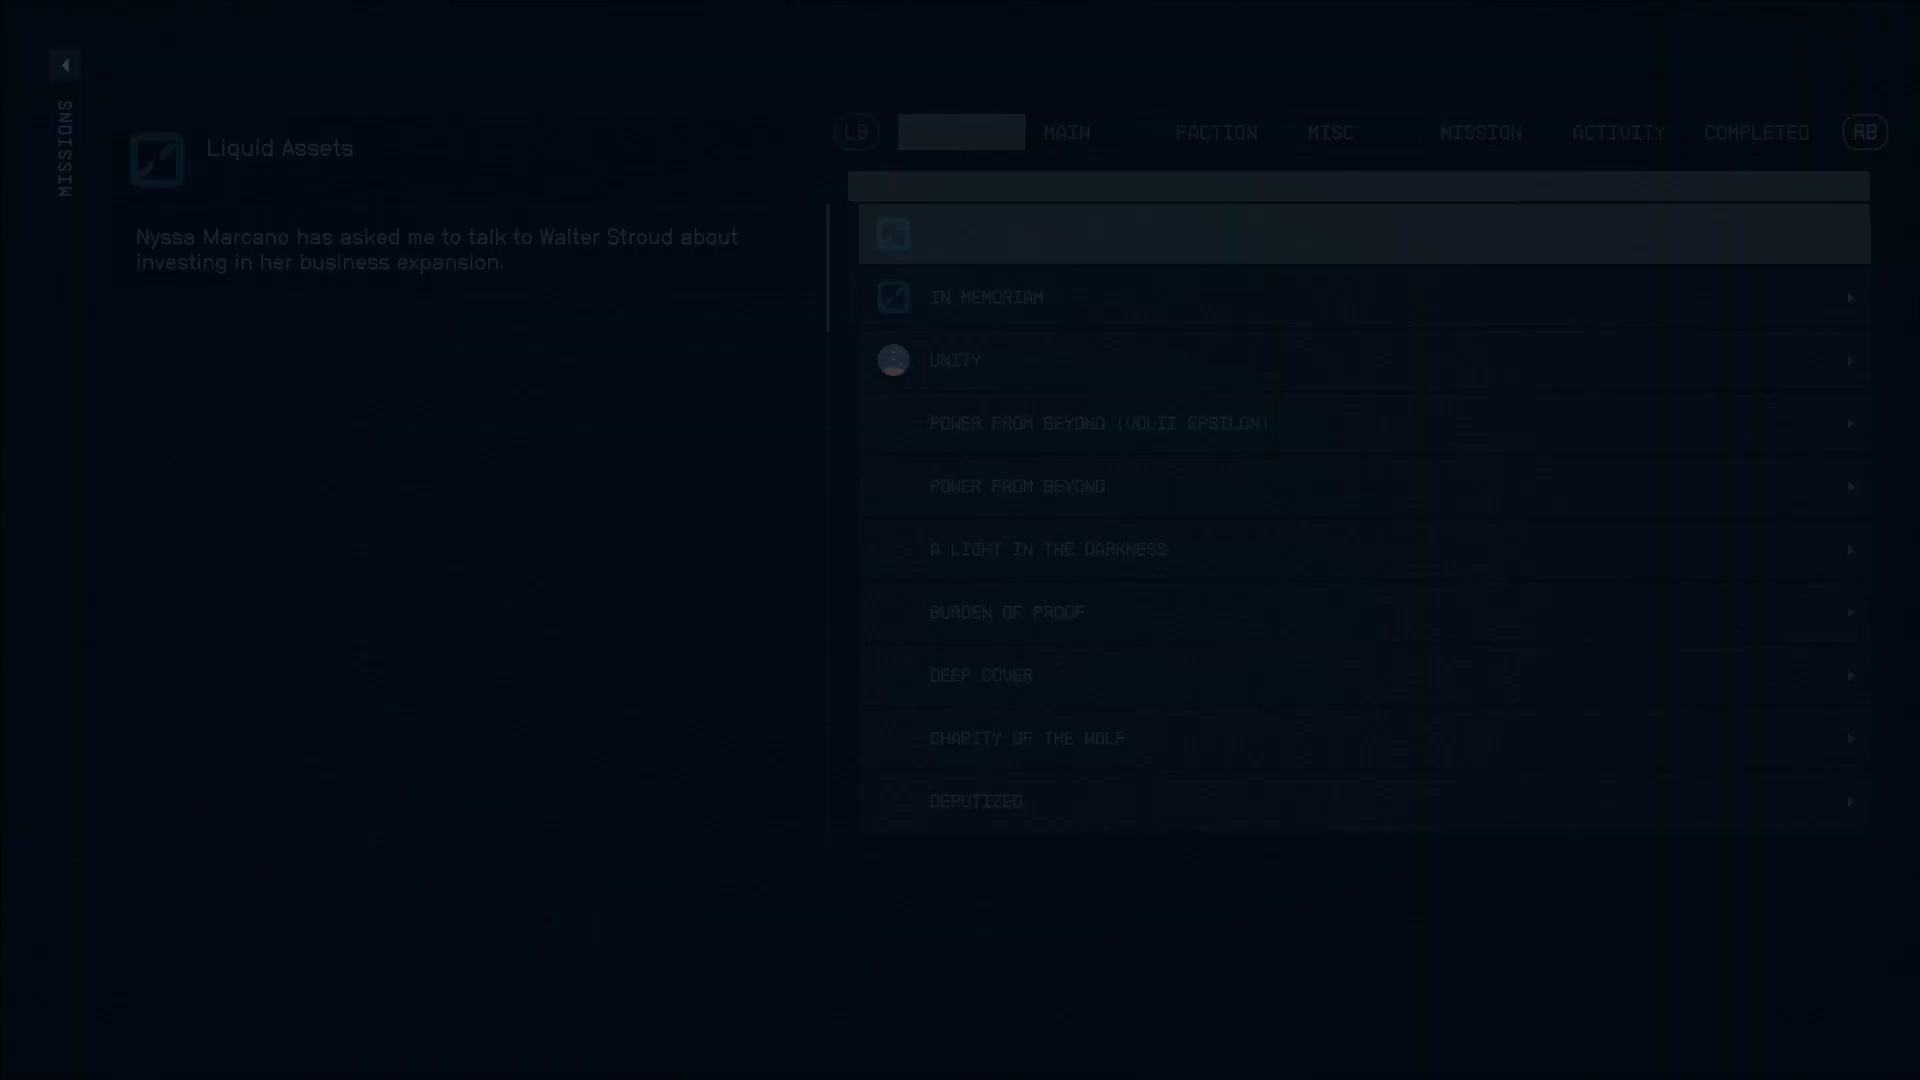 MISSIONS
Liquid Assets
Nyssa Marcano has asked me to talk to Walter Stroud about
investing in her business expansion.
LB MAIN FACTION MISC MISSION ACTIVITY COMPLETED RB
IN MEMORIAM
UNITY
POWER FROM BEYOND (VOLII EPSILON)
POWER FROM BEYOND
A LIGHT IN THE DARKNESS
BURDEN OF PROOF
DEEP COVER
CHARITY OF THE WOLF
DEPUTIZED